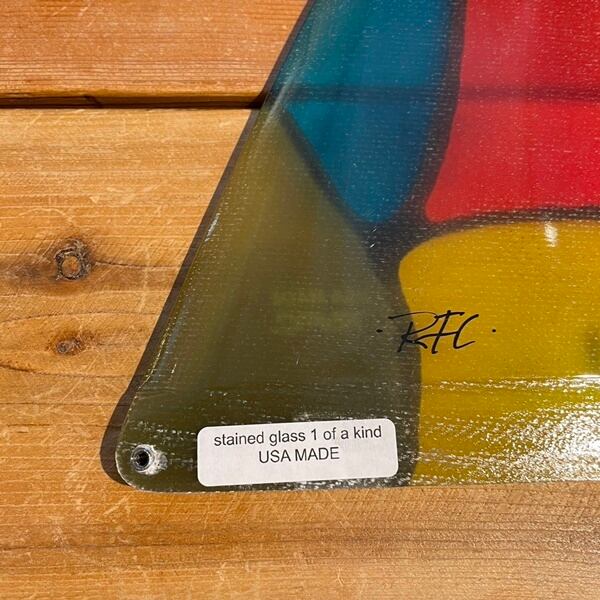 · RFC ·
stained glass 1 of a kind
USA MADE